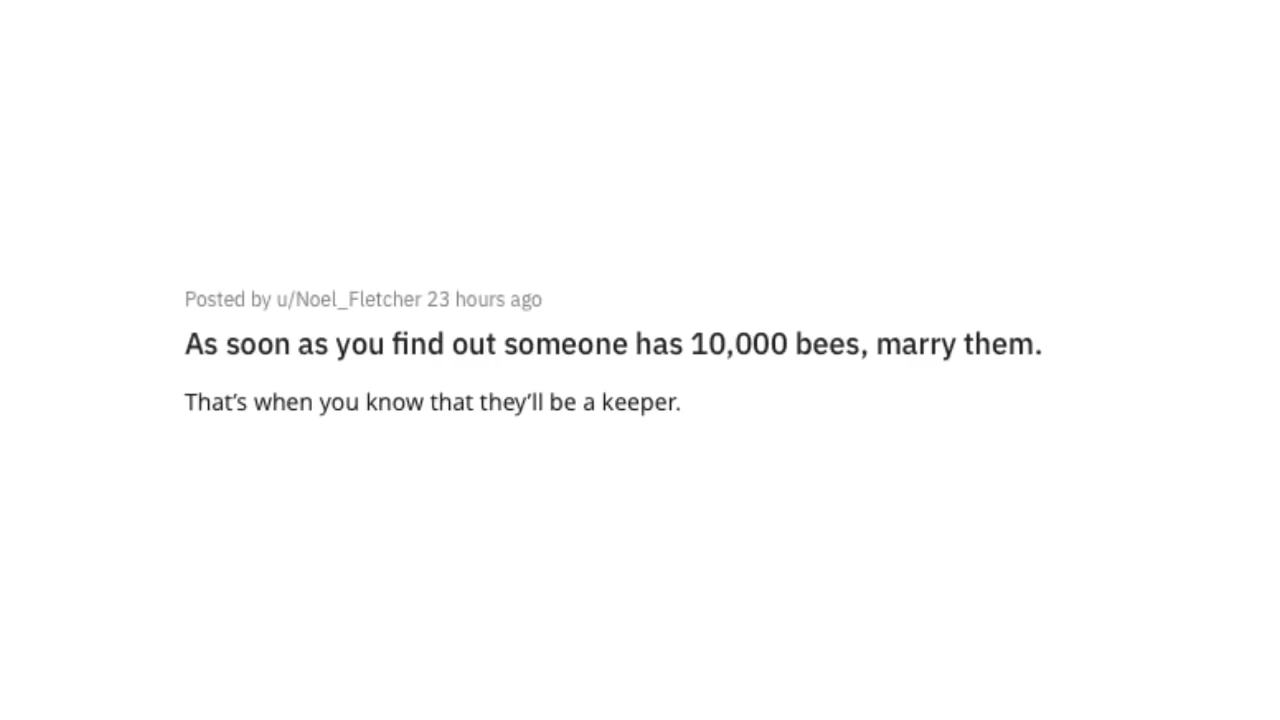 Posted by u/Noel_Fletcher 23 hours ago
As soon as you find out someone has 10,000 bees, marry them.
That’s when you know that they’ll be a keeper.